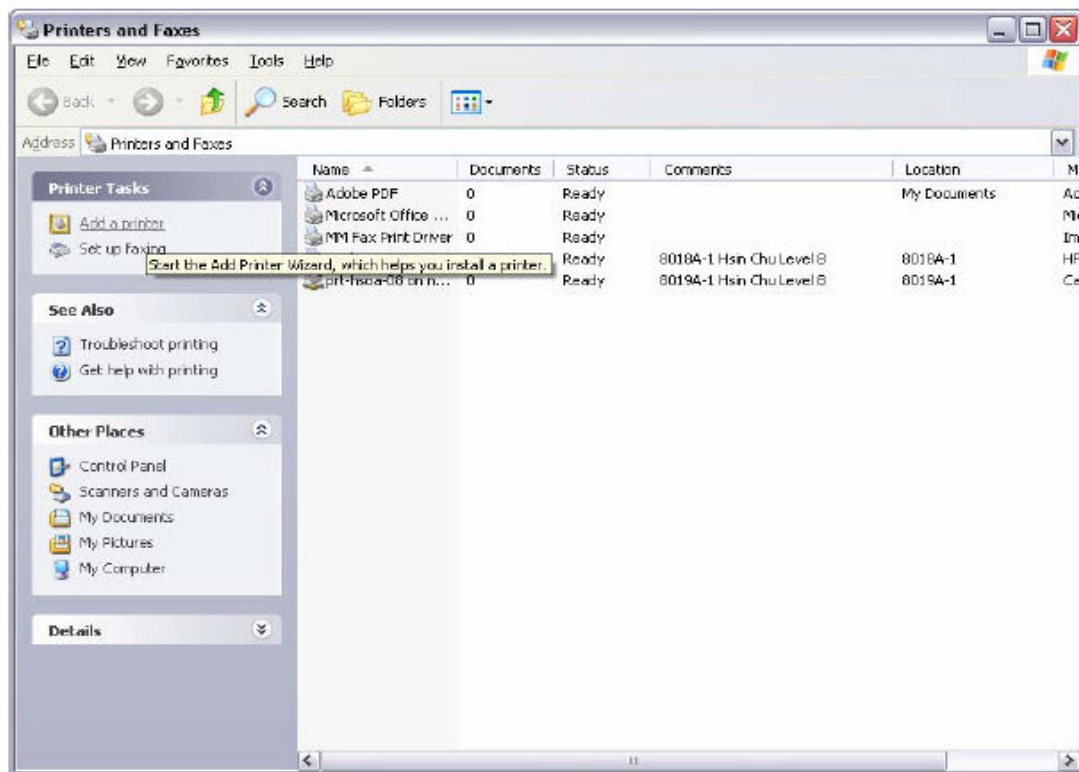 Printers and Faxes
File Edit View Favorites Tools Help
Back Search Folders
Address Printers and Faxes
Printer Tasks
Add a printer
Set up faxing
Start the Add Printer Wizard, which helps you install a printer.
See Also
Troubleshoot printing
Get help with printing
Other Places
Control Panel
Scanners and Cameras
My Documents
My Pictures
My Computer
Details
Name Documents Status Comments Location M
Adobe PDF 0 Ready My Documents Ac
Microsoft Office ... 0 Ready Mi
MM Fax Print Driver 0 Ready Im
Ready 8018A-1 Hsin Chu Level 8 8018A-1 HP
0 Ready 8019A-1 Hsin Chu Level 8 8019A-1 Ce